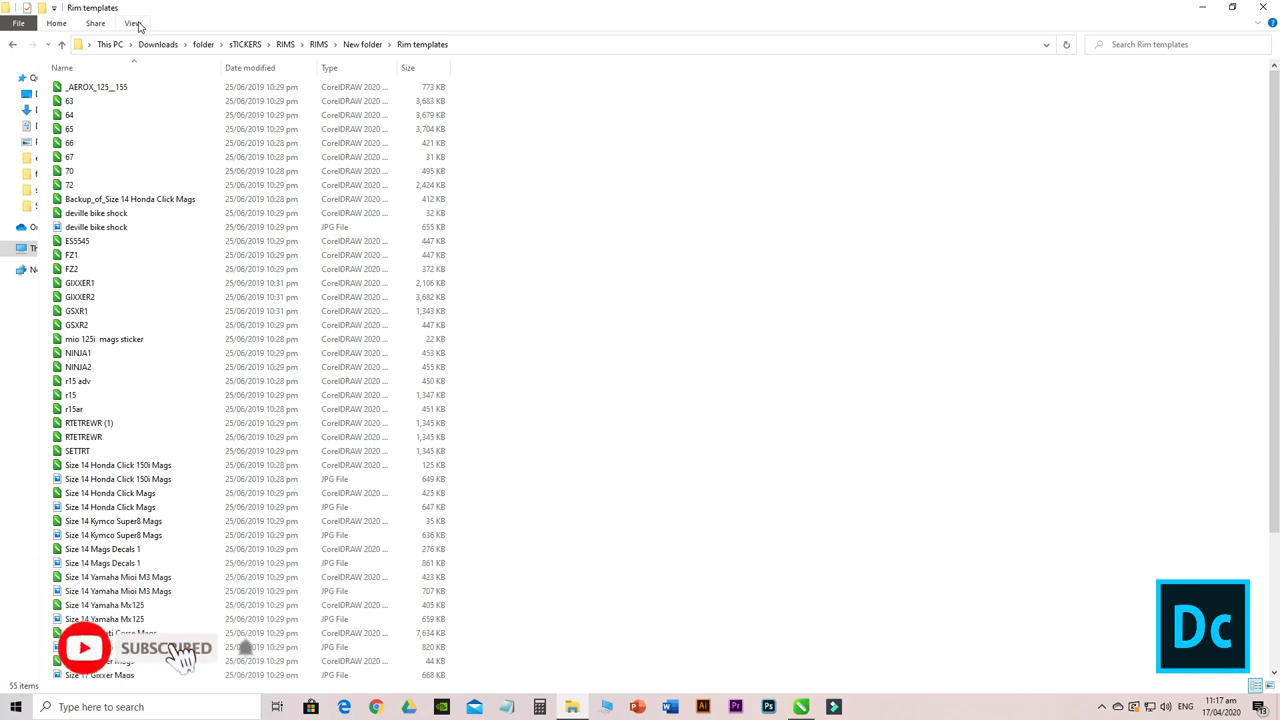 Rim templates
File Home Share View
This PC Downloads folder sTICKERS RIMS RIMS New folder Rim templates Search Rim templates
Name Date modified Type Size
_AEROX_125__155 25/06/2019 10:29 pm CorelDRAW 2020 ... 773 KB
63 25/06/2019 10:29 pm CorelDRAW 2020 ... 3,683 KB
64 25/06/2019 10:29 pm CorelDRAW 2020 ... 3,679 KB
65 25/06/2019 10:29 pm CorelDRAW 2020 ... 3,704 KB
66 25/06/2019 10:28 pm CorelDRAW 2020 ... 421 KB
67 25/06/2019 10:28 pm CorelDRAW 2020 ... 31 KB
70 25/06/2019 10:28 pm CorelDRAW 2020 ... 495 KB
72 25/06/2019 10:29 pm CorelDRAW 2020 ... 2,424 KB
Backup_of_Size 14 Honda Click Mags 25/06/2019 10:28 pm CorelDRAW 2020 ... 412 KB
deville bike shock 25/06/2019 10:29 pm CorelDRAW 2020 ... 32 KB
deville bike shock 25/06/2019 10:29 pm JPG File 655 KB
ES5545 25/06/2019 10:29 pm CorelDRAW 2020 ... 447 KB
FZ1 25/06/2019 10:29 pm CorelDRAW 2020 ... 447 KB
FZ2 25/06/2019 10:29 pm CorelDRAW 2020 ... 372 KB
GIXXER1 25/06/2019 10:31 pm CorelDRAW 2020 ... 2,106 KB
GIXXER2 25/06/2019 10:31 pm CorelDRAW 2020 ... 3,682 KB
GSXR1 25/06/2019 10:31 pm CorelDRAW 2020 ... 1,343 KB
GSXR2 25/06/2019 10:29 pm CorelDRAW 2020 ... 447 KB
mio 125i mags sticker 25/06/2019 10:28 pm CorelDRAW 2020 ... 22 KB
NINJA1 25/06/2019 10:29 pm CorelDRAW 2020 ... 453 KB
NINJA2 25/06/2019 10:29 pm CorelDRAW 2020 ... 455 KB
r15 adv 25/06/2019 10:28 pm CorelDRAW 2020 ... 450 KB
r15 25/06/2019 10:29 pm CorelDRAW 2020 ... 1,347 KB
r15ar 25/06/2019 10:28 pm CorelDRAW 2020 ... 451 KB
RTETREWR (1) 25/06/2019 10:29 pm CorelDRAW 2020 ... 1,345 KB
RTETREWR 25/06/2019 10:29 pm CorelDRAW 2020 ... 1,345 KB
SETTRT 25/06/2019 10:29 pm CorelDRAW 2020 ... 1,345 KB
Size 14 Honda Click 150i Mags 25/06/2019 10:28 pm CorelDRAW 2020 ... 125 KB
Size 14 Honda Click 150i Mags 25/06/2019 10:29 pm JPG File 649 KB
Size 14 Honda Click Mags 25/06/2019 10:29 pm CorelDRAW 2020 ... 425 KB
Size 14 Honda Click Mags 25/06/2019 10:29 pm JPG File 647 KB
Size 14 Kymco Super8 Mags 25/06/2019 10:29 pm CorelDRAW 2020 ... 35 KB
Size 14 Kymco Super8 Mags 25/06/2019 10:29 pm JPG File 636 KB
Size 14 Mags Decals 1 25/06/2019 10:29 pm CorelDRAW 2020 ... 276 KB
Size 14 Mags Decals 1 25/06/2019 10:29 pm JPG File 861 KB
Size 14 Yamaha Mioi M3 Mags 25/06/2019 10:29 pm CorelDRAW 2020 ... 423 KB
Size 14 Yamaha Mioi M3 Mags 25/06/2019 10:29 pm JPG File 707 KB
Size 14 Yamaha Mx125 25/06/2019 10:29 pm CorelDRAW 2020 ... 405 KB
Size 14 Yamaha Mx125 25/06/2019 10:29 pm JPG File 659 KB
Corse Mags 25/06/2019 10:29 pm CorelDRAW 2020 ... 7,634 KB
25/06/2019 10:29 pm JPG File 820 KB
Mags 25/06/2019 10:29 pm CorelDRAW 2020 ... 44 KB
Size 17 Gixxer Mags 25/06/2019 10:29 pm JPG File 668 KB
SUBSCRIBED
Dc
55 items
Type here to search
ENG 11:17 am
17/04/2020